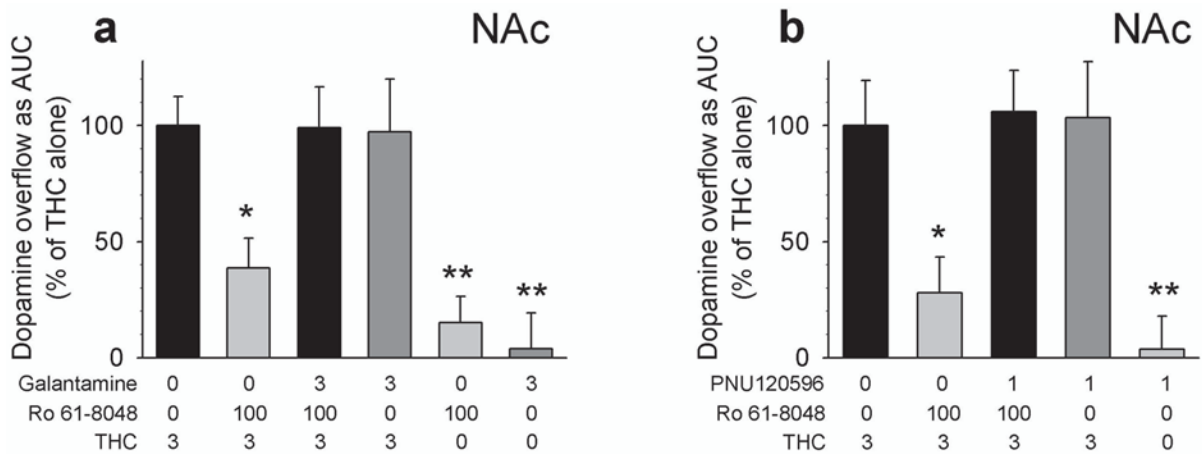 a NAc
Dopamine overflow as AUC
(% of THC alone)
100
50
0
* ** **
Galantamine 0 0 3 3 0 3
Ro 61-8048 0 100 100 0 100 0
THC 3 3 3 3 0 0
b NAc
Dopamine overflow as AUC
(% of THC alone)
100
50
0
* **
PNU120596 0 0 1 1 1
Ro 61-8048 0 100 100 0 0
THC 3 3 3 3 0